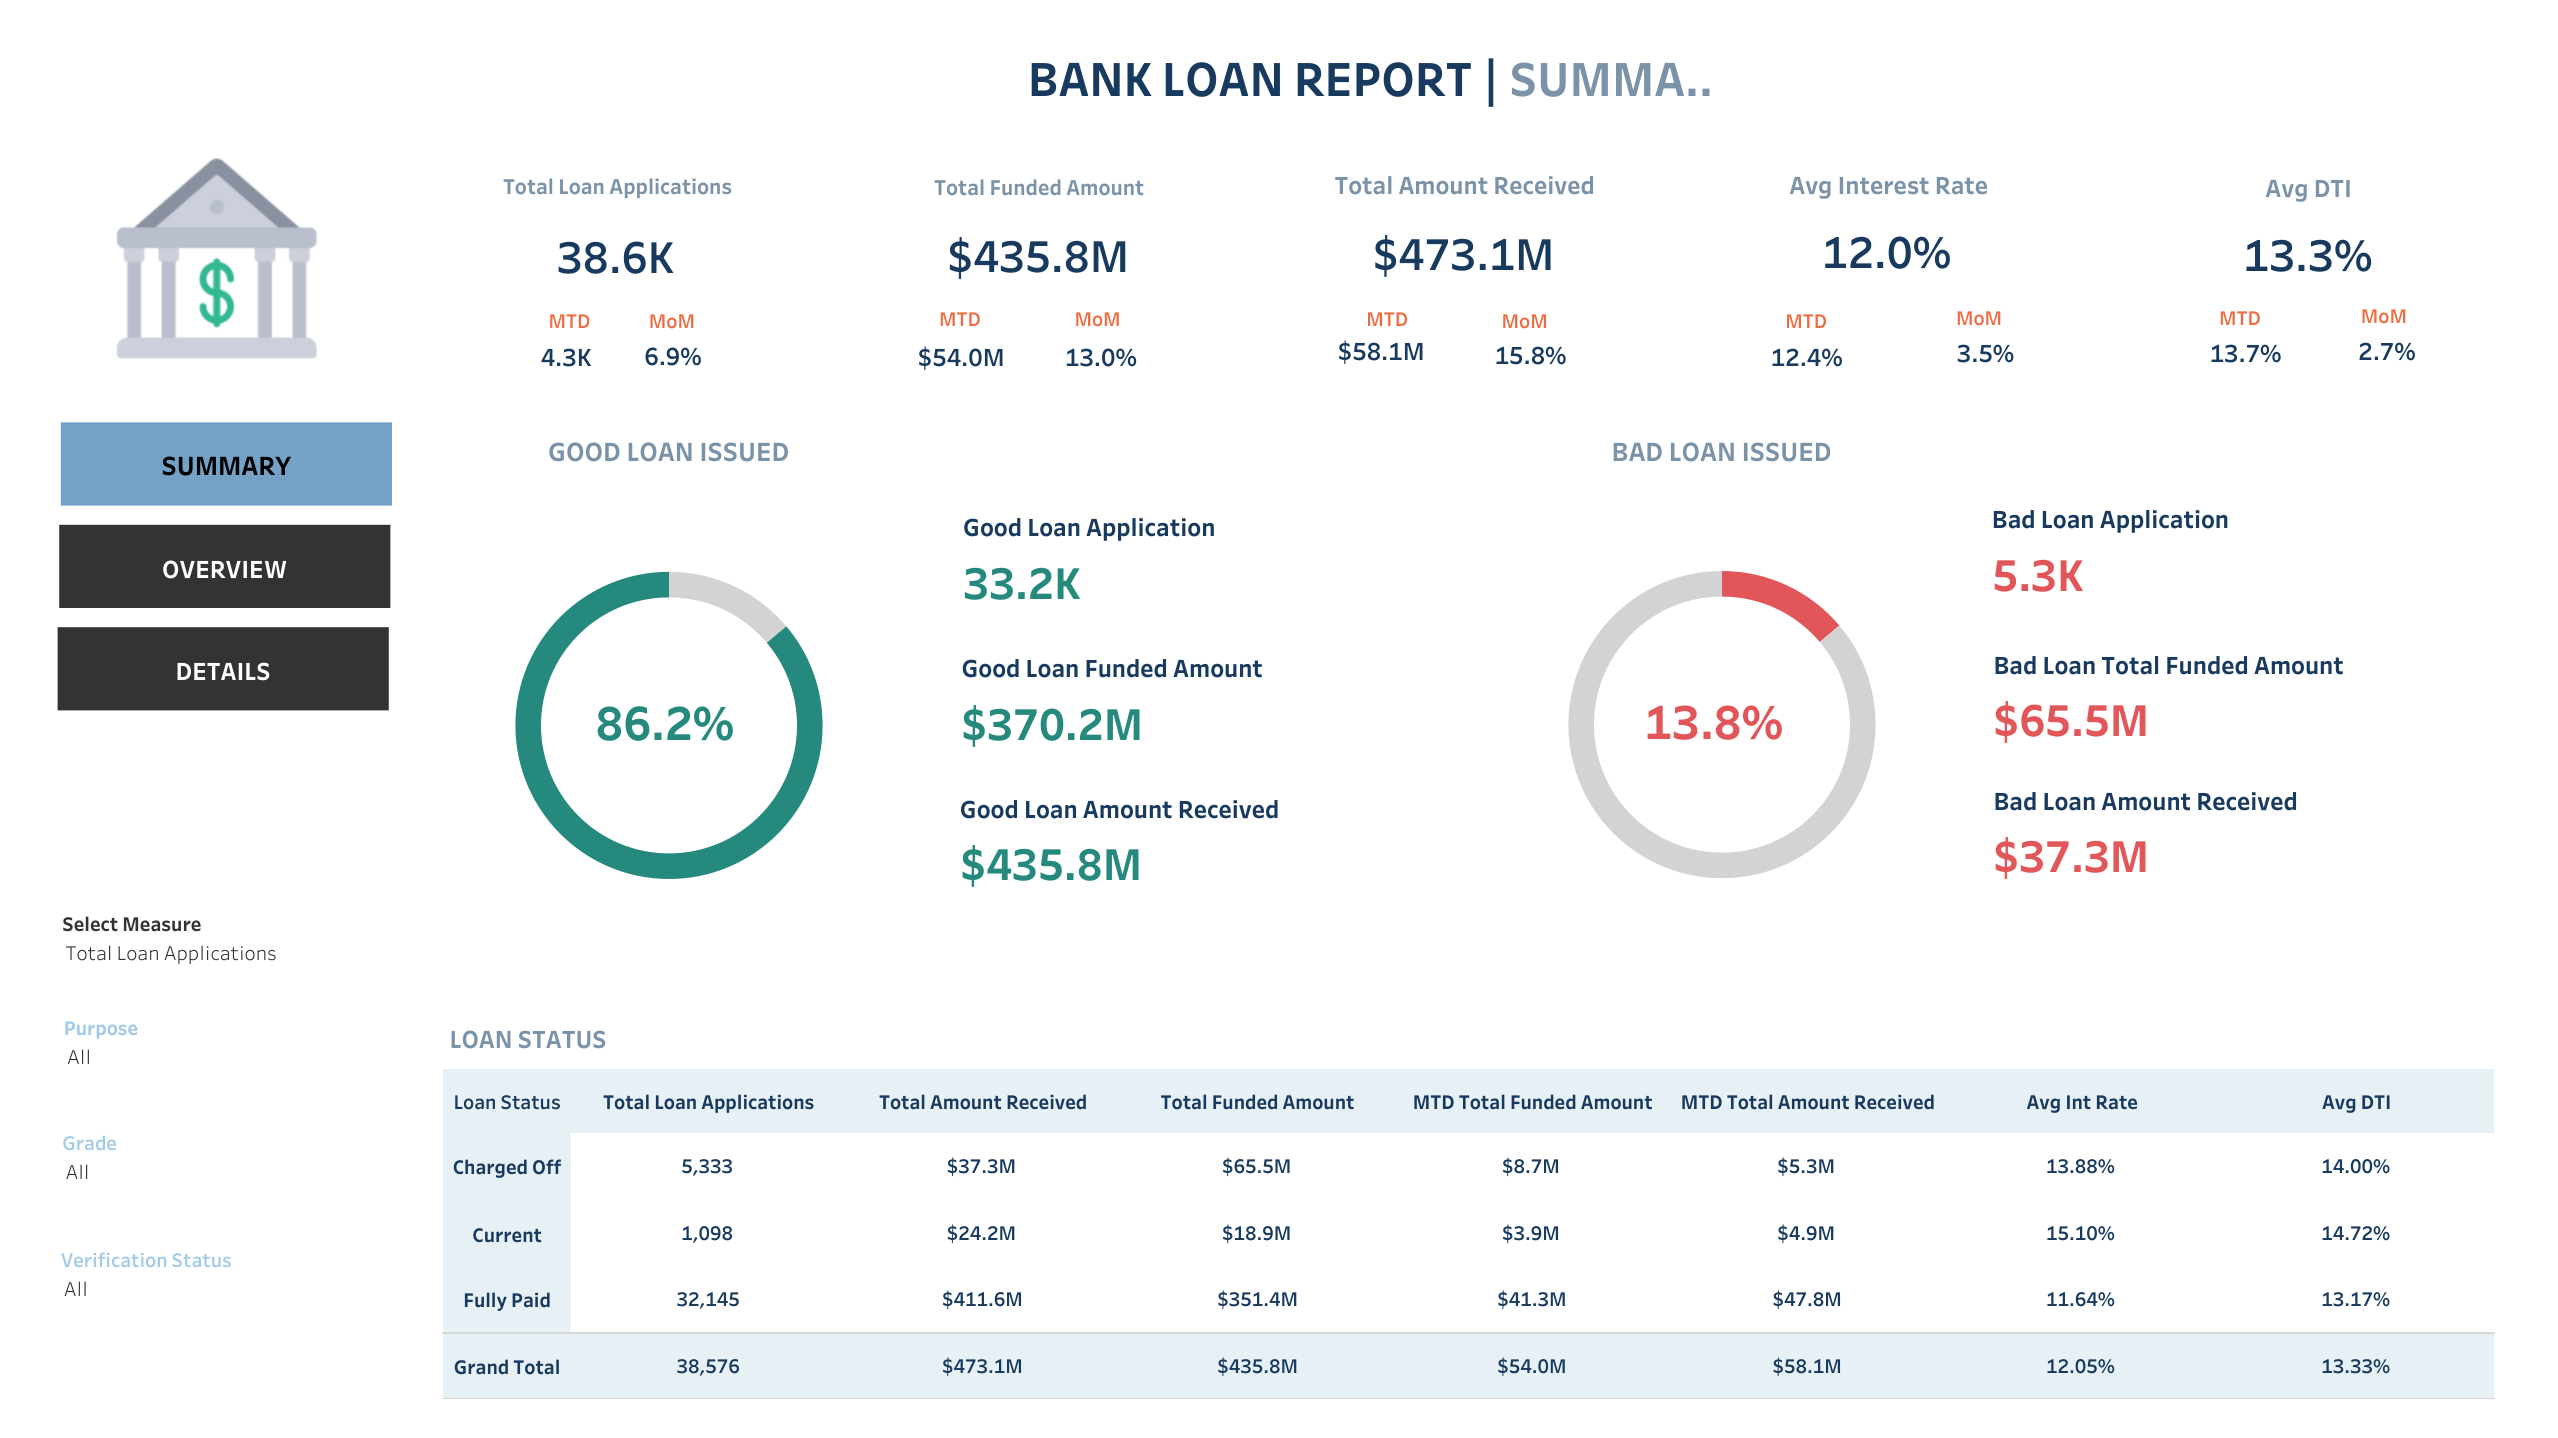 BANK LOAN REPORT | SUMMA..
$
Total Loan Applications
38.6K
MTD MoM
4.3K 6.9%
Total Funded Amount
$435.8M
MTD MoM
$54.0M 13.0%
Total Amount Received
$473.1M
MTD MoM
$58.1M 15.8%
Avg Interest Rate
12.0%
MTD MoM
12.4% 3.5%
Avg DTI
13.3%
MTD MoM
13.7% 2.7%
SUMMARY
OVERVIEW
DETAILS
GOOD LOAN ISSUED
86.2%
Good Loan Application
33.2K
Good Loan Funded Amount
$370.2M
Good Loan Amount Received
$435.8M
BAD LOAN ISSUED
13.8%
Bad Loan Application
5.3K
Bad Loan Total Funded Amount
$65.5M
Bad Loan Amount Received
$37.3M
Select Measure
Total Loan Applications
Purpose
All
Grade
All
Verification Status
All
LOAN STATUS
Loan Status Total Loan Applications Total Amount Received Total Funded Amount MTD Total Funded Amount MTD Total Amount Received Avg Int Rate Avg DTI
Charged Off 5,333 $37.3M $65.5M $8.7M $5.3M 13.88% 14.00%
Current 1,098 $24.2M $18.9M $3.9M $4.9M 15.10% 14.72%
Fully Paid 32,145 $411.6M $351.4M $41.3M $47.8M 11.64% 13.17%
Grand Total 38,576 $473.1M $435.8M $54.0M $58.1M 12.05% 13.33%